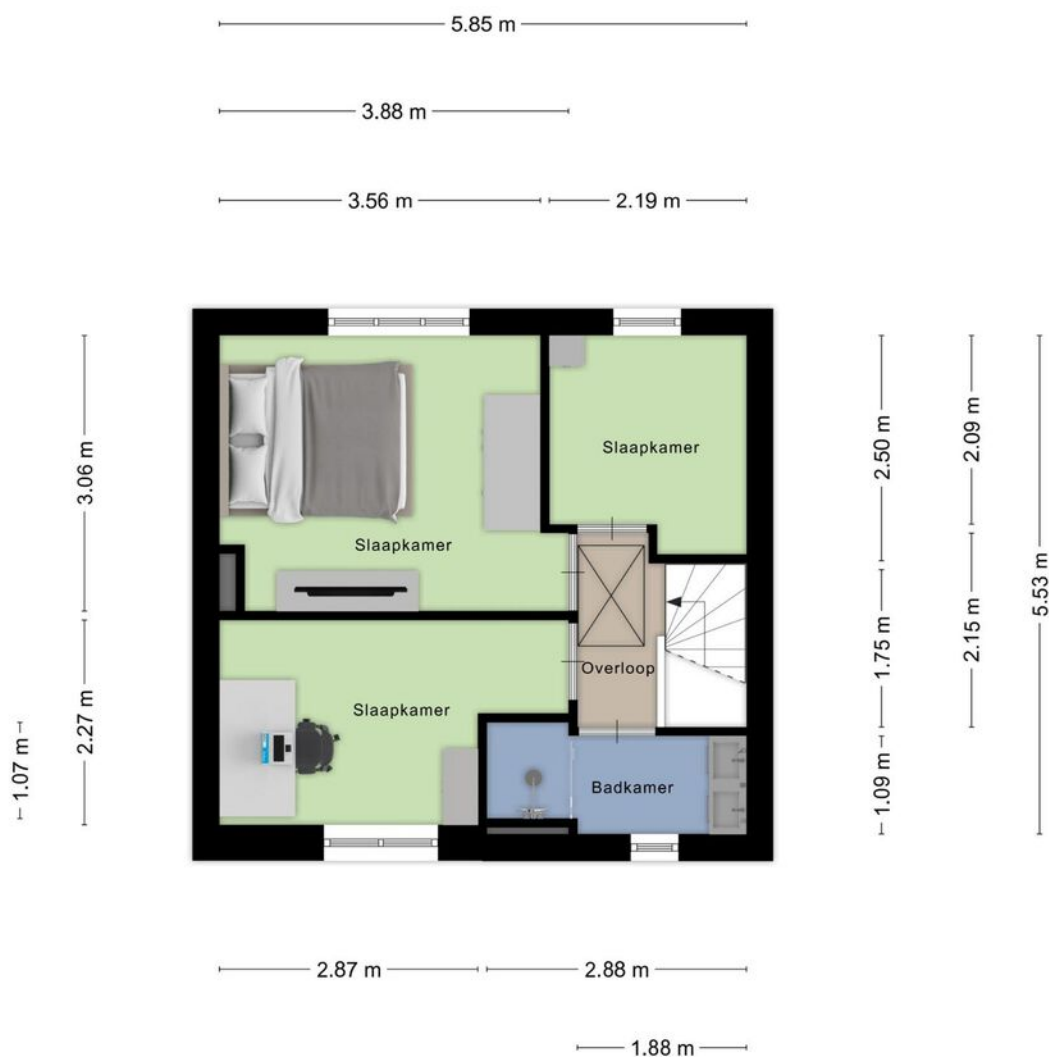 5.85 m
3.88 m
3.56 m
2.19 m
3.06 m
2.27 m
1.07 m
2.50 m
1.75 m
1.09 m
2.09 m
2.15 m
5.53 m
Slaapkamer
Slaapkamer
Overloop
Slaapkamer
Badkamer
2.87 m
2.88 m
1.88 m